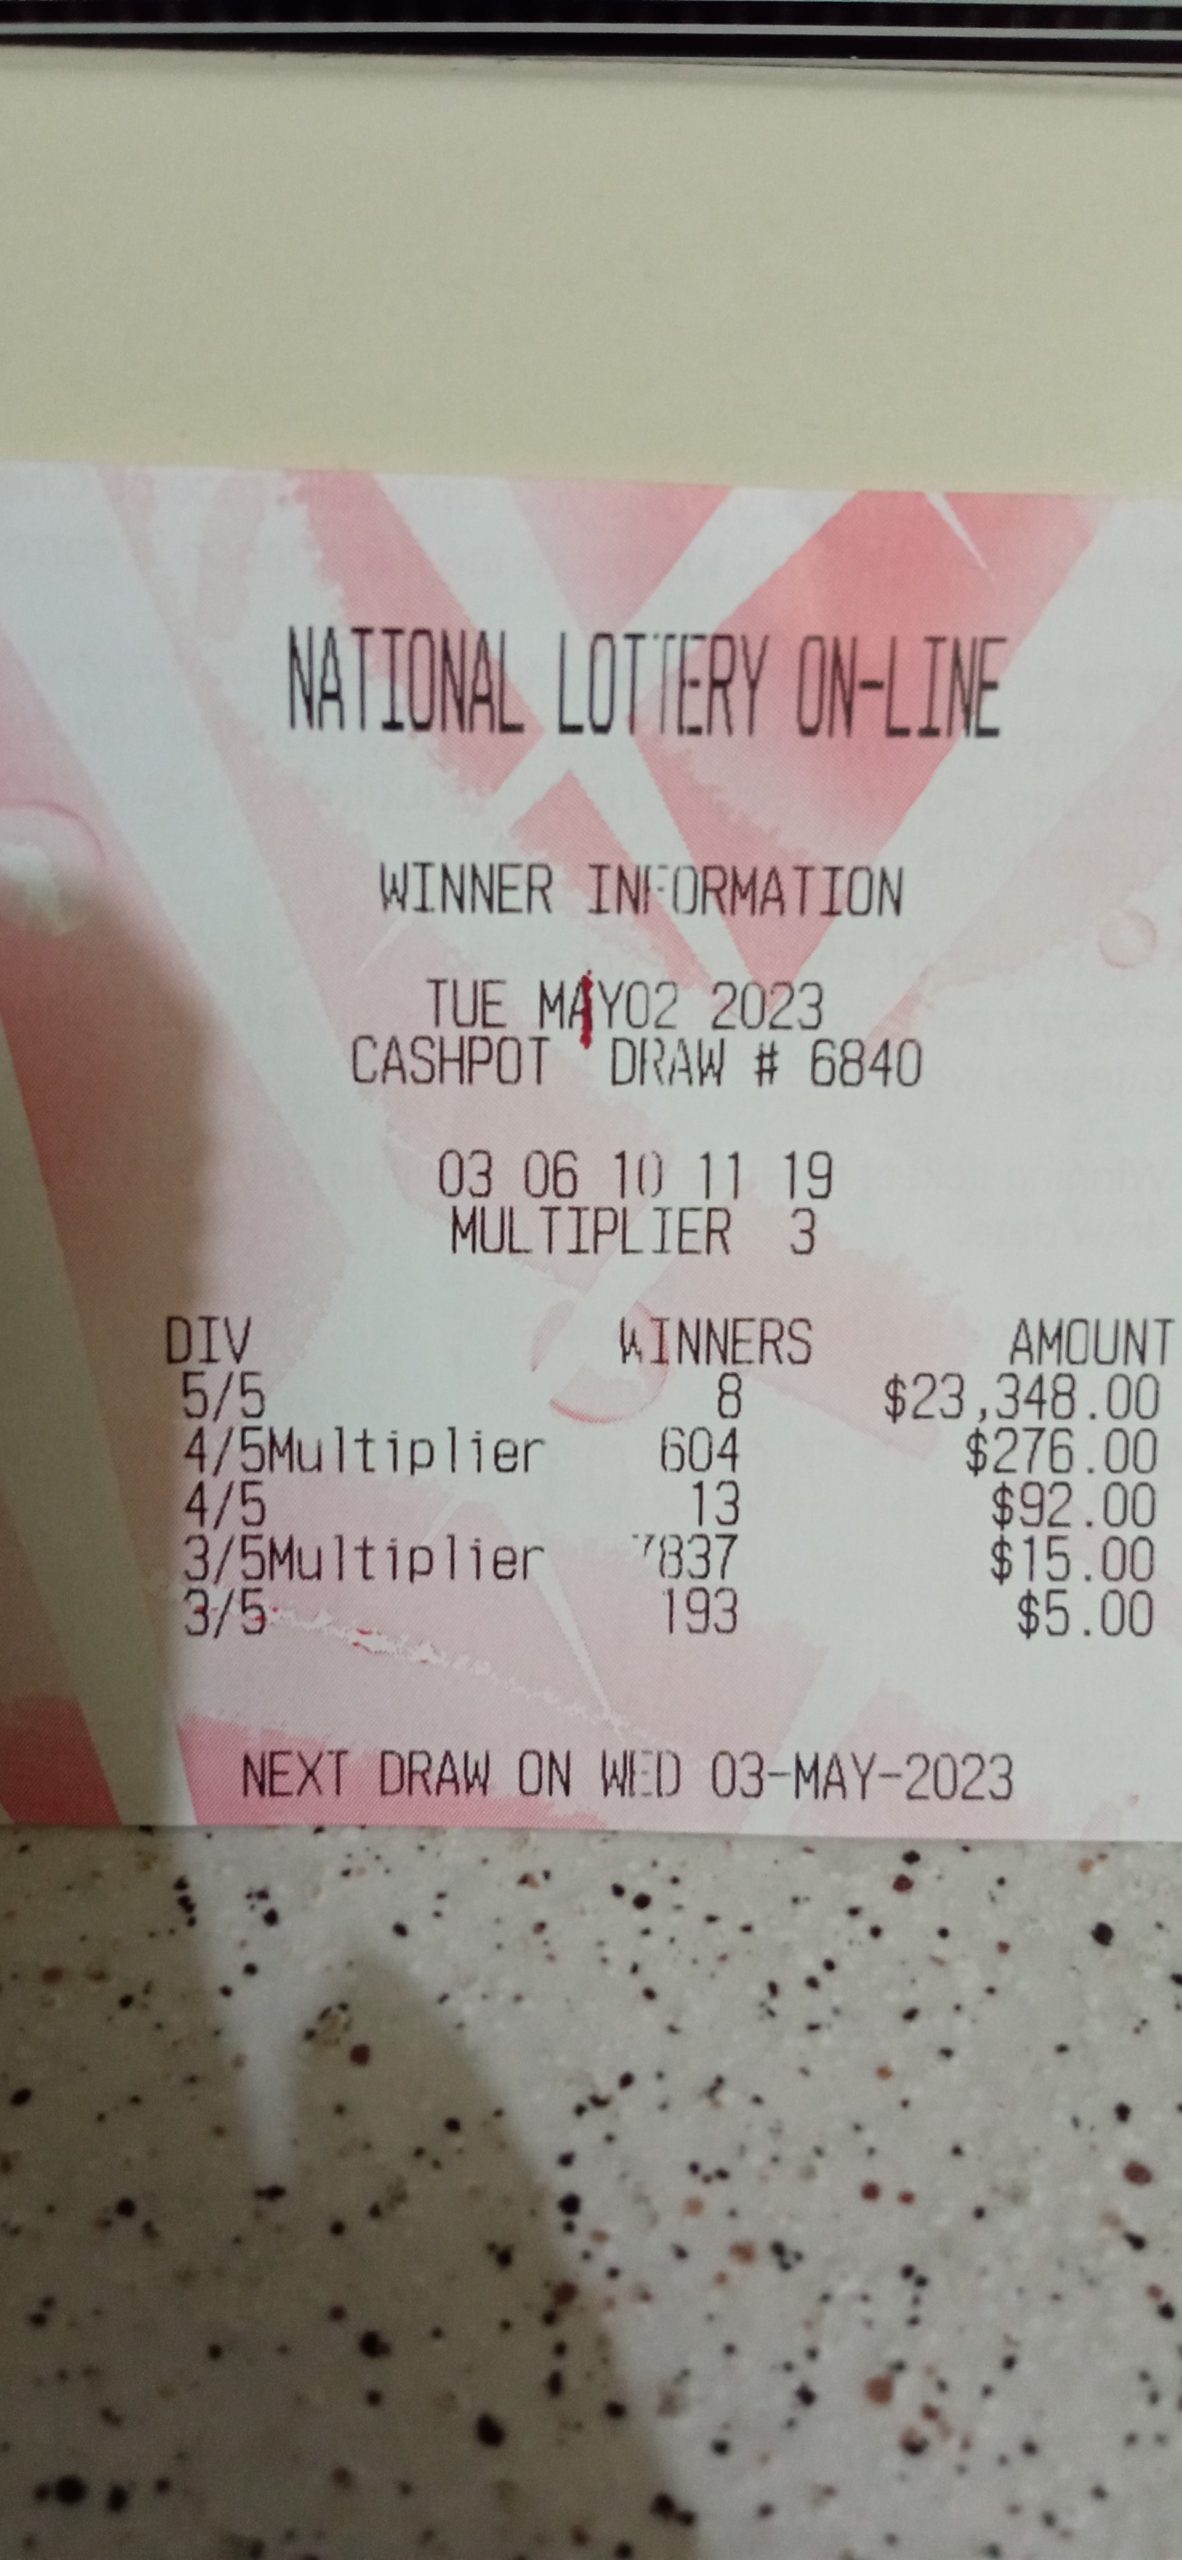 NATIONAL LOTTERY ON-LINE
WINNER INFORMATION
TUE MAY02 2023
CASHPOT DRAW # 6840
03 06 10 11 19
MULTIPLIER 3
DIV WINNERS AMOUNT
5/5 8 $23,348.00
4/5Multiplier 604 $276.00
4/5 13 $92.00
3/5Multiplier 7837 $15.00
3/5 193 $5.00
NEXT DRAW ON WED 03-MAY-2023